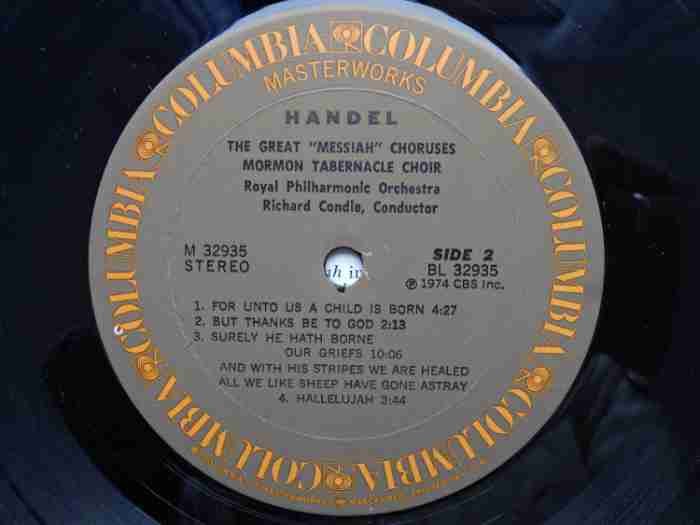 COLUMBIA COLUMBIA COLUMBIA COLUMBIA COLUMBIA COLUMBIA
MASTERWORKS
HANDEL
THE GREAT "MESSIAH" CHORUSES
MORMON TABERNACLE CHOIR
Royal Philharmonic Orchestra
Richard Condie, Conductor
M 32935
STEREO
SIDE 2
BL 32935
Ⓟ 1974 CBS Inc.
1. FOR UNTO US A CHILD IS BORN 4:27
2. BUT THANKS BE TO GOD 2:13
3. SURELY HE HATH BORNE
OUR GRIEFS 10:06
AND WITH HIS STRIPES WE ARE HEALED
ALL WE LIKE SHEEP HAVE GONE ASTRAY
4. HALLELUJAH 3:44